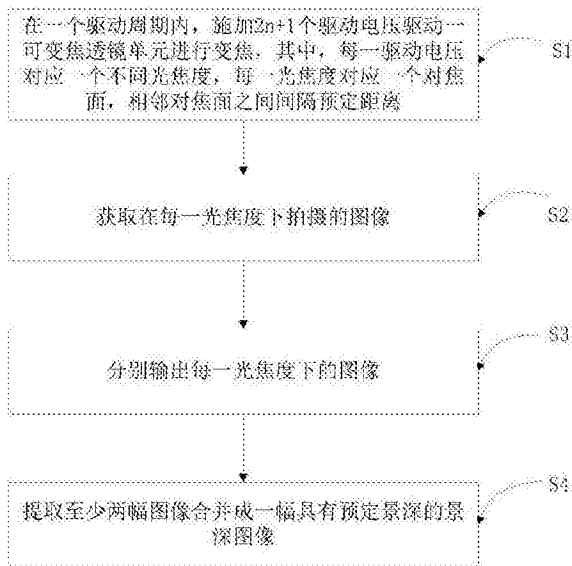 在一个驱动周期内，施加2n+1个驱动电压驱动一
可变焦透镜单元进行变焦，其中，每一驱动电压
对应一个不同光焦度，每一光焦度对应一个对焦
面，相邻对焦面之间间隔预定距离
S1
获取在每一光焦度下拍摄的图像
S2
分别输出每一光焦度下的图像
S3
提取至少两幅图像合并成一幅具有预定景深的景
深图像
S4